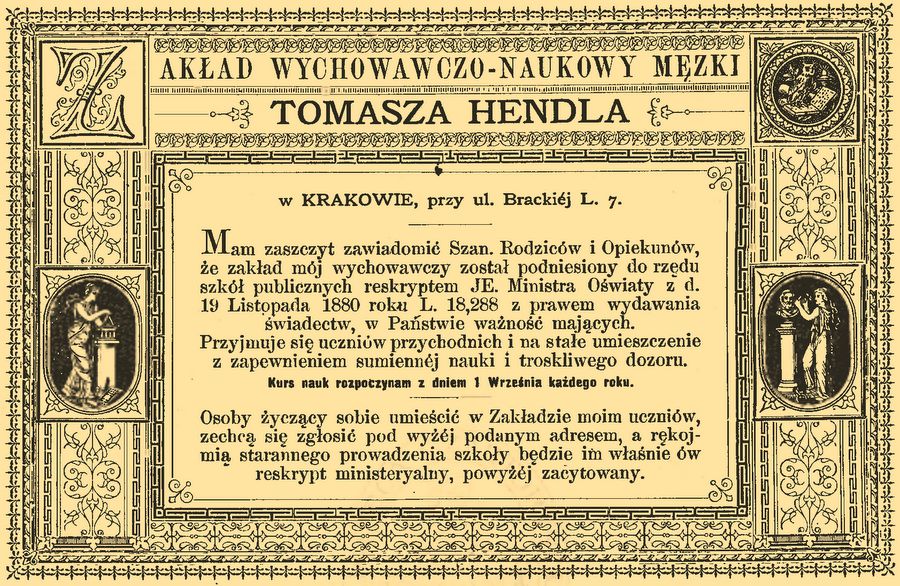 ZAKŁAD WYCHOWAWCZO-NAUKOWY MĘZKI
TOMASZA HENDLA
w KRAKOWIE, przy ul. Brackiéj L. 7.
Mam zaszczyt zawiadomić Szan. Rodziców i Opiekunów,
że zakład mój wychowawczy został podniesiony do rzędu
szkół publicznych reskryptem JE. Ministra Oświaty z d.
19 Listopada 1880 roku L. 18,288 z prawem wydawania
świadectw, w Państwie ważność mających.
Przyjmuje się uczniów przychodnich i na stałe umieszczenie
z zapewnieniem sumiennéj nauki i troskliwego dozoru.
Kurs nauk rozpoczynam z dniem 1 Września każdego roku.
Osoby życzący sobie umieścić w Zakładzie moim uczniów,
zechcą się zgłosić pod wyżéj podanym adresem, a rękoj-
mią starannego prowadzenia szkoły będzie im właśnie ów
reskrypt ministeryalny, powyżéj zacytowany.